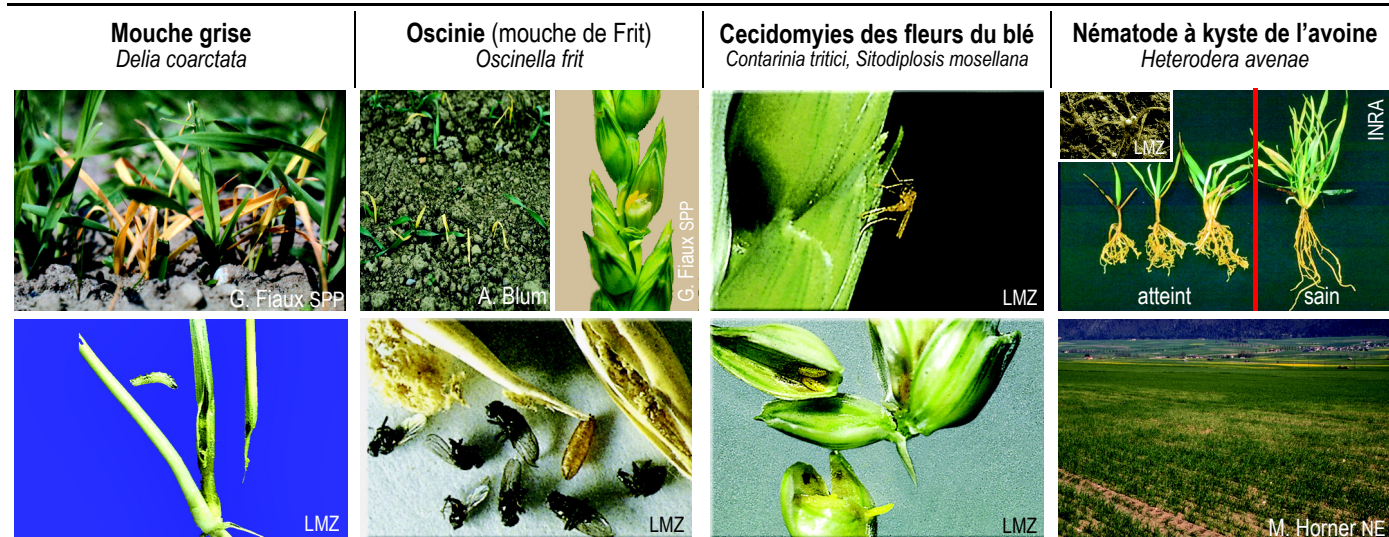 Mouche grise
Delia coarctata
Oscinie (mouche de Frit)
Oscinella frit
Cecidomyies des fleurs du blé
Contarinia tritici, Sitodiplosis mosellana
Nématode à kyste de l'avoine
Heterodera avenae
G. Fiaux SPP
A. Blum
G. Fiaux SPP
LMZ
LMZ
INRA
atteint
sain
LMZ
LMZ
LMZ
M. Horner NE